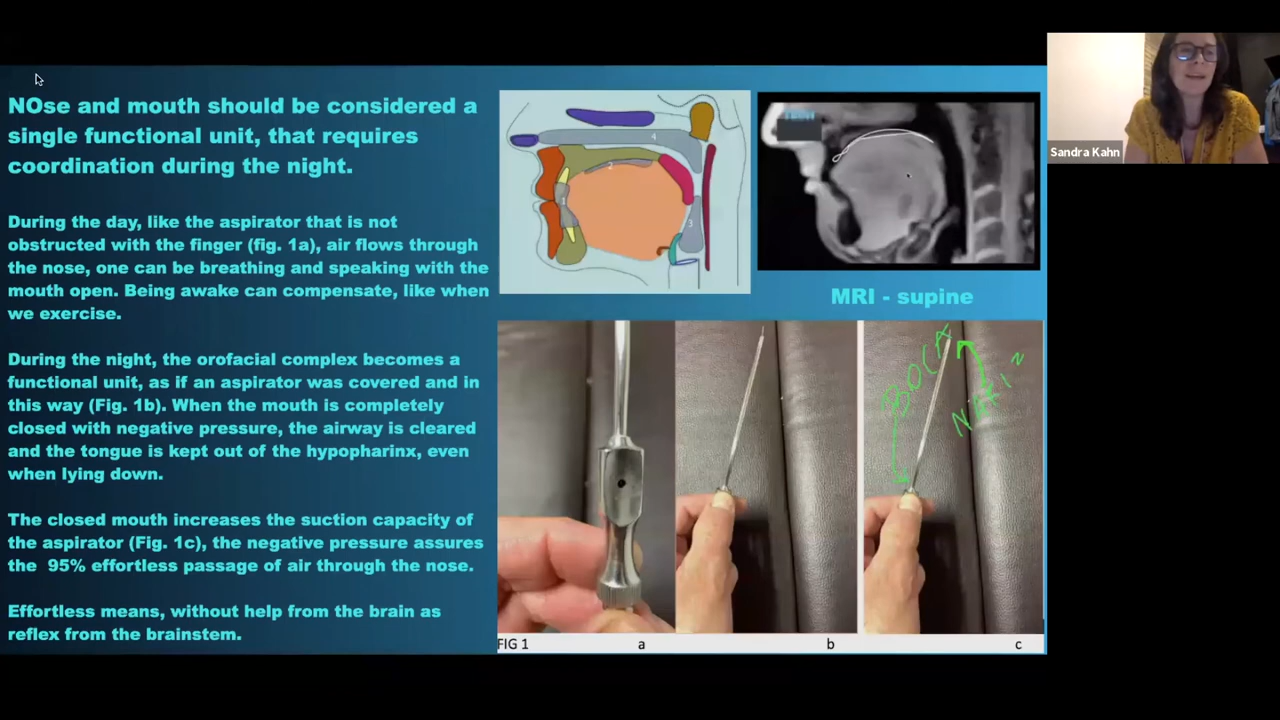 NOse and mouth should be considered a
single functional unit, that requires
coordination during the night.
During the day, like the aspirator that is not
obstructed with the finger (fig. 1a), air flows through
the nose, one can be breathing and speaking with the
mouth open. Being awake can compensate, like when
we exercise.
During the night, the orofacial complex becomes a
functional unit, as if an aspirator was covered and in
this way (Fig. 1b). When the mouth is completely
closed with negative pressure, the airway is cleared
and the tongue is kept out of the hypopharinx, even
when lying down.
The closed mouth increases the suction capacity of
the aspirator (Fig. 1c), the negative pressure assures
the 95% effortless passage of air through the nose.
Effortless means, without help from the brain as
reflex from the brainstem.
4
2
3
MRI - supine
BOCA
NARIZ
FIG 1 a b c
Sandra Kahn